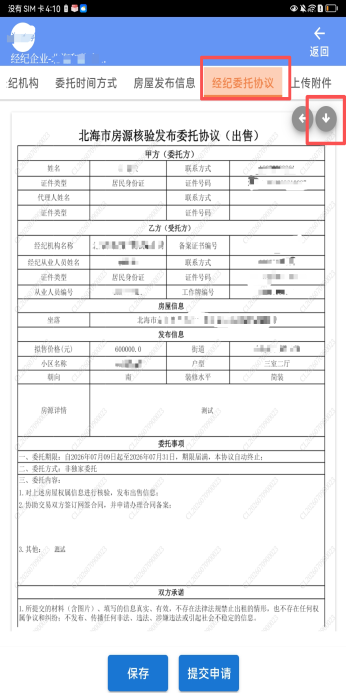 没有 SIM 卡 4:10
经纪企业-北海
返回
纪机构 委托时间方式 房屋发布信息 经纪委托协议 上传附件
北海市房源核验发布委托协议（出售）
甲方（委托方）
姓名 联系方式
证件类型 居民身份证 证件号码
代理人姓名 联系方式
证件类型 证件号码
乙方（受托方）
经纪机构名称 备案证书编号
经纪从业人员姓名 联系方式
证件类型 居民身份证 证件号码
从业人员编号 工作牌编号
房屋信息
坐落 北海市
发布信息
拟售价格(元) 600000.0 街道
小区名称 户型 三室二厅
朝向 南 装修水平 简装
房源详情 测试
委托事项
一、委托期限：自2026年07月09日起至2026年07月31日，期限届满，本协议自动终止；
二、委托方式：非独家委托
三、委托内容：
1.对上述房屋权属信息进行核验，发布出售信息；
2.协助交易双方签订网签合同，并申请办理合同备案；
3.其他： 测试
双方承诺
1.所提交的材料（含图片）、填写的信息真实、有效，不存在法律法规禁止出租的情形，也不存在任何权
属争议和纠纷；不发布、传播任何非法、违法、涉嫌违法或引起社会不稳定的信息。
保存 提交申请